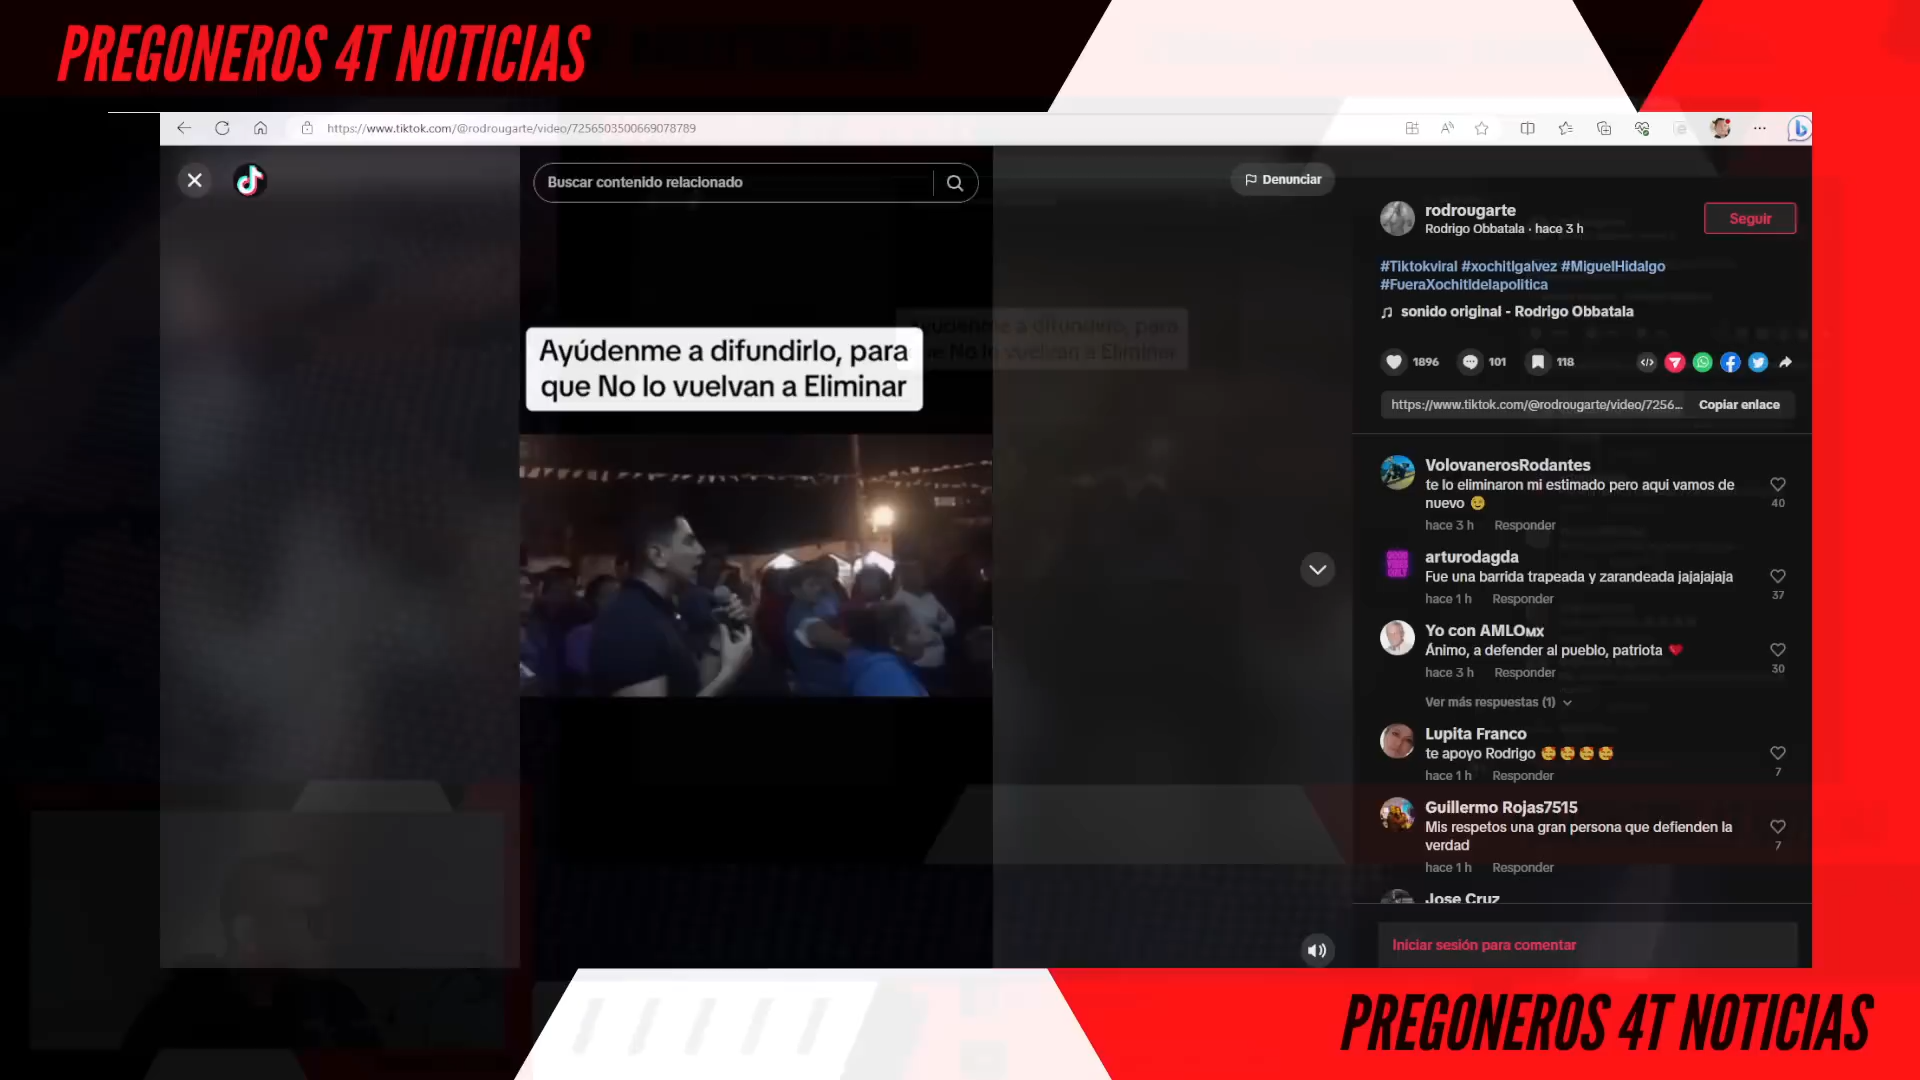 PREGONEROS 4T NOTICIAS
https://www.tiktok.com/@rodrougarte/video/7256503500669078789
Buscar contenido relacionado
Denunciar
Ayúdenme a difundirlo, para
que No lo vuelvan a Eliminar
rodrougarte
Rodrigo Obbatala · hace 3 h
Seguir
#Tiktokviral #xochitlgalvez #MiguelHidalgo
#FueraXochitldelapolitica
sonido original - Rodrigo Obbatala
1896 101 118
https://www.tiktok.com/@rodrougarte/video/7256... Copiar enlace
VolovanerosRodantes
te lo eliminaron mi estimado pero aqui vamos de
nuevo 😉
40
hace 3 h Responder
arturodagda
Fue una barrida trapeada y zarandeada jajajajaja
37
hace 1 h Responder
Yo con AMLOMX
Ánimo, a defender al pueblo, patriota ❤️
30
hace 3 h Responder
Ver más respuestas (1)
Lupita Franco
te apoyo Rodrigo 🥰🥰🥰🥰
7
hace 1 h Responder
Guillermo Rojas7515
Mis respetos una gran persona que defienden la
verdad
7
hace 1 h Responder
Jose Cruz
Iniciar sesión para comentar
PREGONEROS 4T NOTICIAS